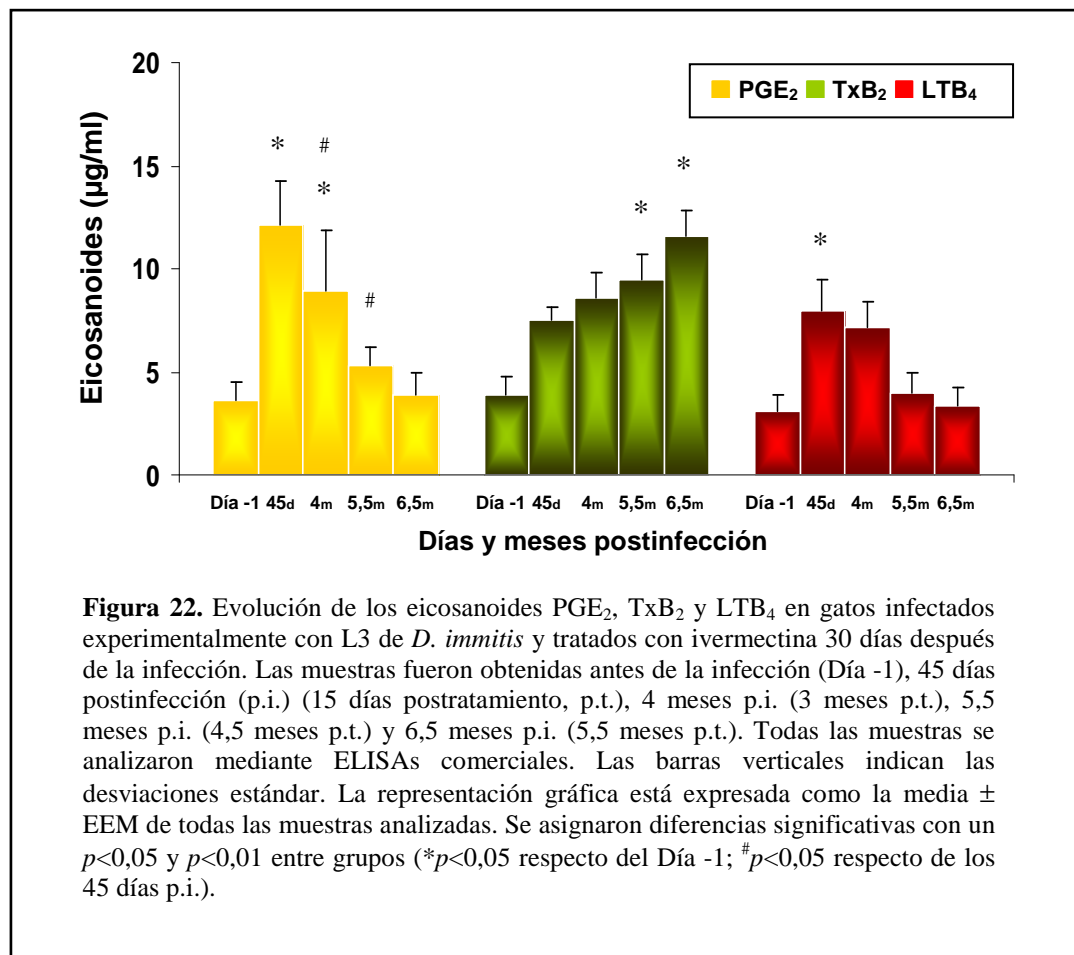 20
15
10
5
0
Eicosanoides (µg/ml)
PGE₂ TxB₂ LTB₄
* # * #
* *
*
Día -1 45d 4m 5,5m 6,5m Día -1 45d 4m 5,5m 6,5m Día -1 45d 4m 5,5m 6,5m
Días y meses postinfección
Figura 22. Evolución de los eicosanoides PGE₂, TxB₂ y LTB₄ en gatos infectados
experimentalmente con L3 de D. immitis y tratados con ivermectina 30 días después
de la infección. Las muestras fueron obtenidas antes de la infección (Día -1), 45 días
postinfección (p.i.) (15 días postratamiento, p.t.), 4 meses p.i. (3 meses p.t.), 5,5
meses p.i. (4,5 meses p.t.) y 6,5 meses p.i. (5,5 meses p.t.). Todas las muestras se
analizaron mediante ELISAs comerciales. Las barras verticales indican las
desviaciones estándar. La representación gráfica está expresada como la media ±
EEM de todas las muestras analizadas. Se asignaron diferencias significativas con un
p<0,05 y p<0,01 entre grupos (*p<0,05 respecto del Día -1; #p<0,05 respecto de los
45 días p.i.).